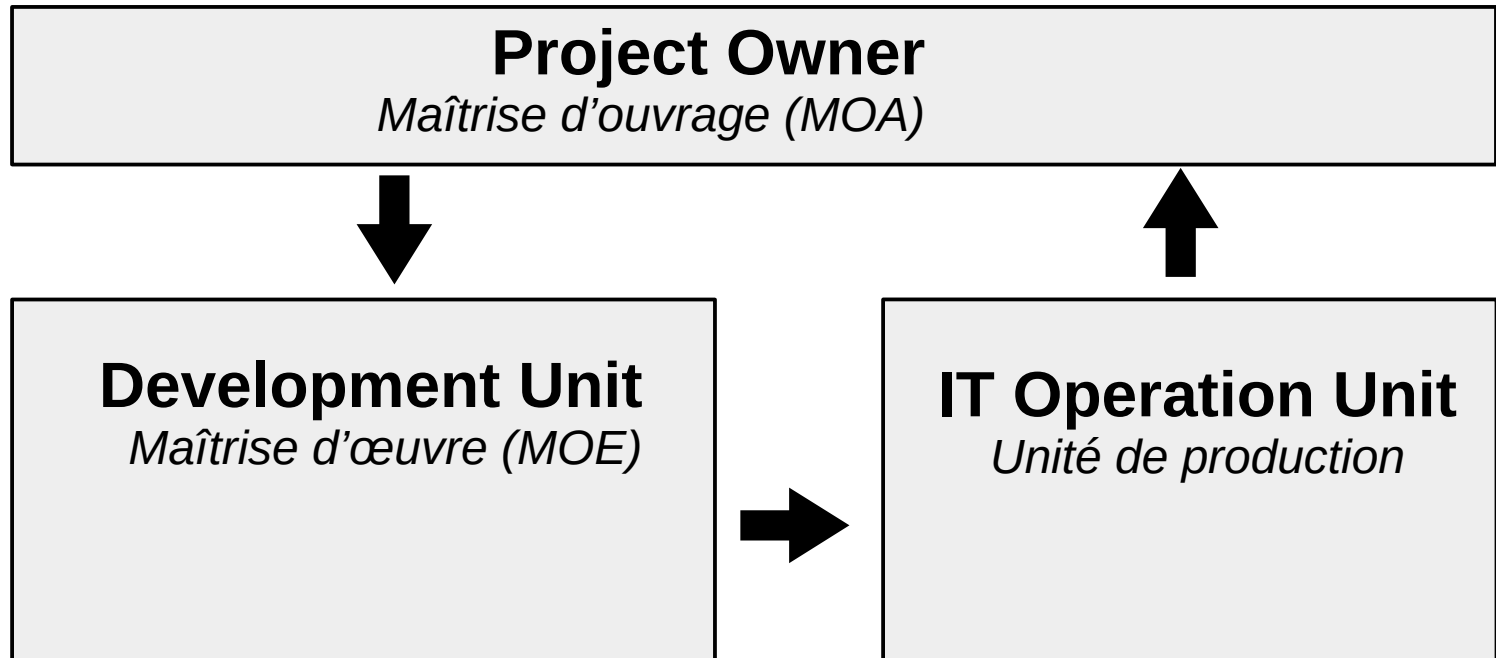 Project Owner
Maîtrise d’ouvrage (MOA)
Development Unit
Maîtrise d’œuvre (MOE)
IT Operation Unit
Unité de production